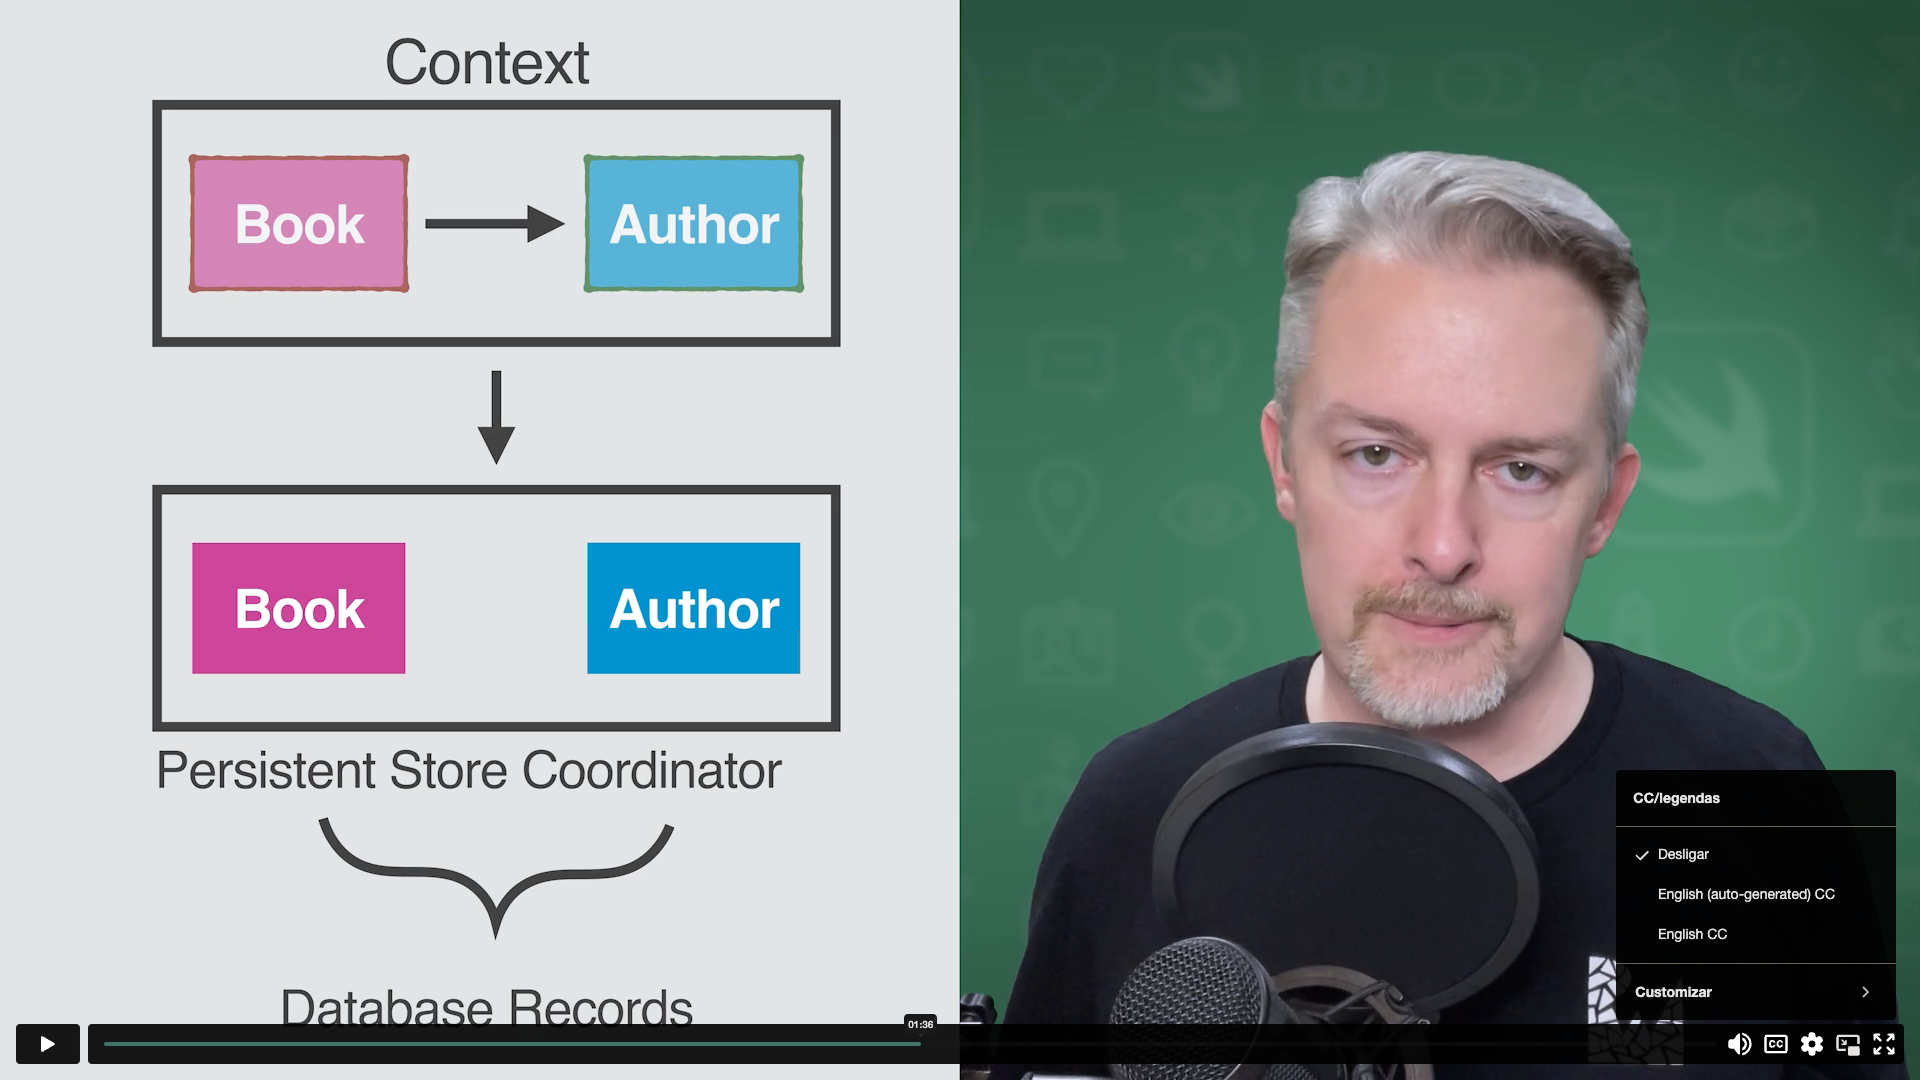 Context
Book
Author
Book
Author
Persistent Store Coordinator
Database Records
01:36
CC/legendas
Desligar
English (auto-generated) CC
English CC
Customizar
CC